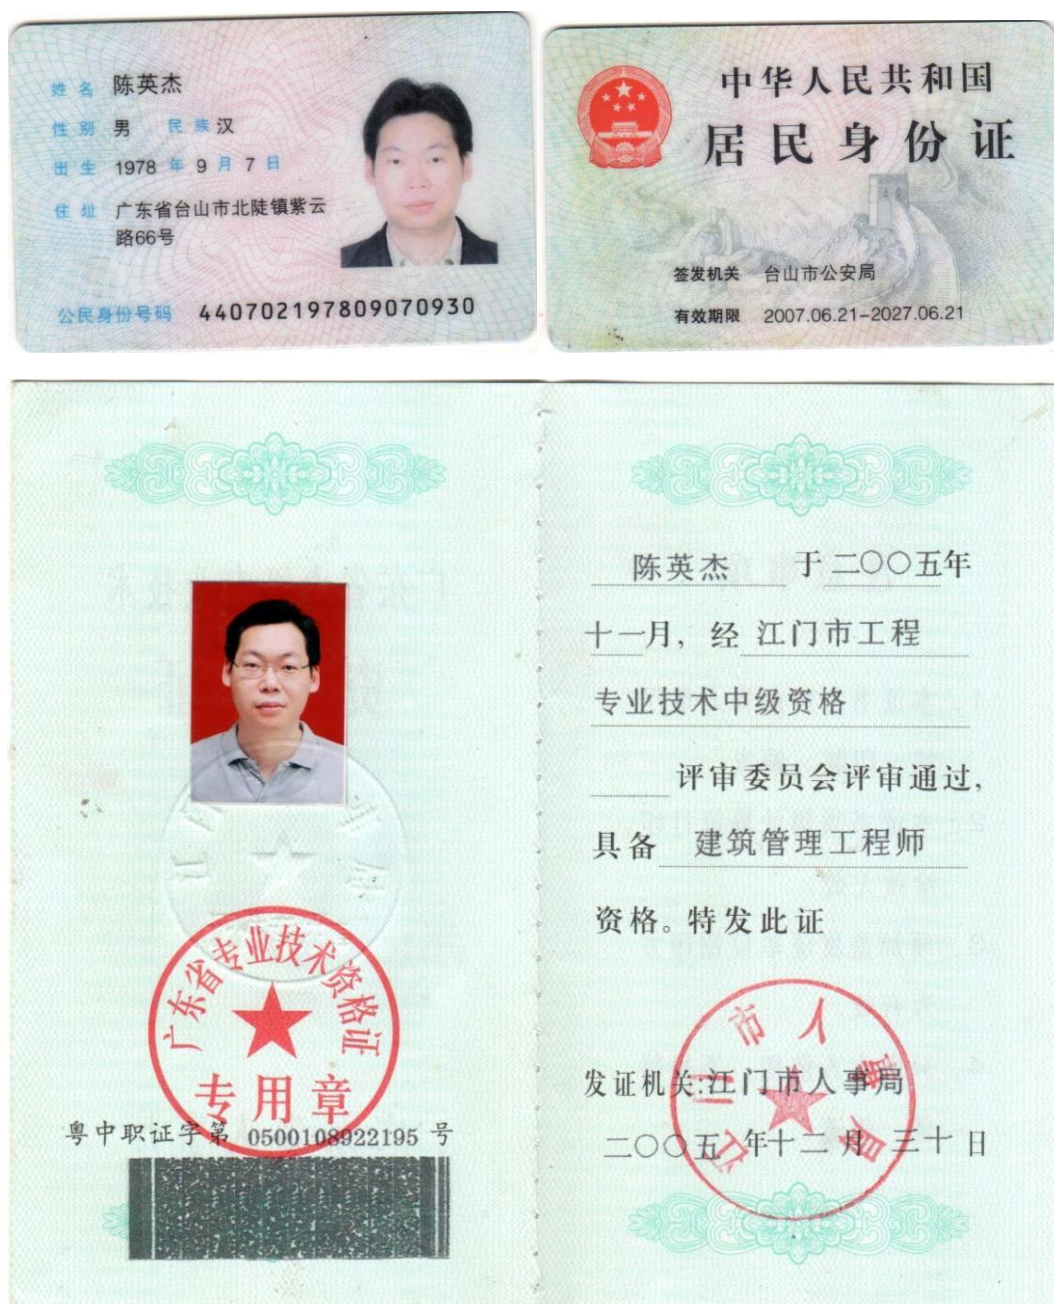 姓名 陈英杰
性别 男 民族 汉
出生 1978 年 9 月 7 日
住址 广东省台山市北陡镇紫云
路66号
公民身份号码 440702197809070930
中华人民共和国
居民身份证
签发机关 台山市公安局
有效期限 2007.06.21-2027.06.21
广东省专业技术资格证
专用章
粤中职证字第 0500108922195 号
陈英杰 于二〇〇五年
十一月，经江门市工程
专业技术中级资格
评审委员会评审通过，
具备 建筑管理工程师
资格。特发此证
江门市人事局
发证机关:江门市人事局
二〇〇五年十二月三十日